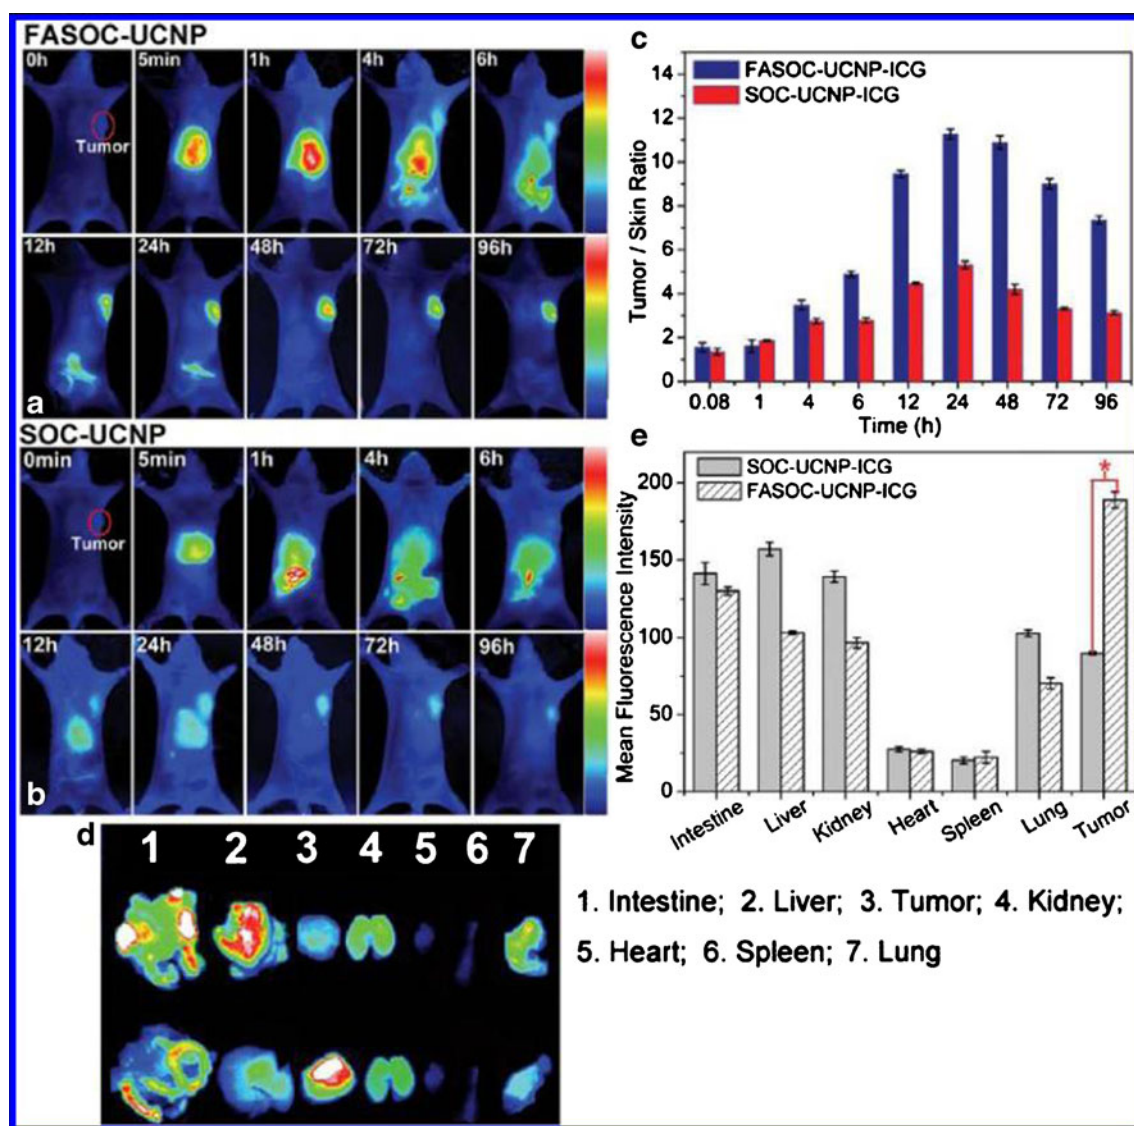 FASOC-UCNP
0h 5min 1h 4h 6h
Tumor
12h 24h 48h 72h 96h
a
SOC-UCNP
0min 5min 1h 4h 6h
Tumor
12h 24h 48h 72h 96h
b
c
FASOC-UCNP-ICG
SOC-UCNP-ICG
Tumor / Skin Ratio
14
12
10
8
6
4
2
0
0.08 1 4 6 12 24 48 72 96
Time (h)
e
SOC-UCNP-ICG
FASOC-UCNP-ICG
*
Mean Fluorescence Intensity
200
150
100
50
0
Intestine Liver Kidney Heart Spleen Lung Tumor
d
1 2 3 4 5 6 7
1. Intestine; 2. Liver; 3. Tumor; 4. Kidney;
5. Heart; 6. Spleen; 7. Lung